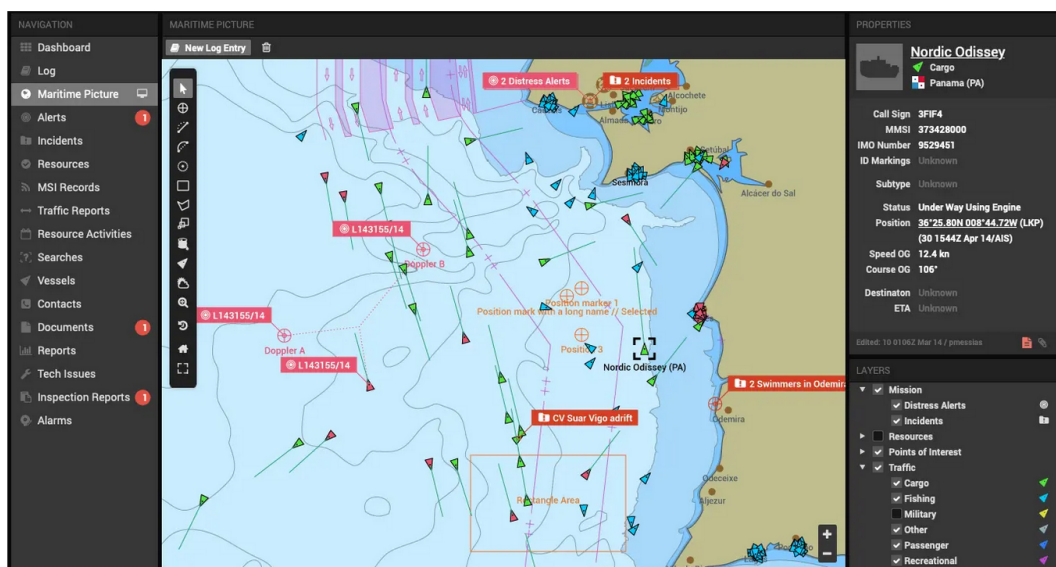 NAVIGATION
Dashboard
Log
Maritime Picture
Alerts 1
Incidents
Resources
MSI Records
Traffic Reports
Resource Activities
Searches
Vessels
Contacts
Documents 1
Reports
Tech Issues
Inspection Reports 1
Alarms
MARITIME PICTURE
New Log Entry
2 Distress Alerts
2 Incidents
Alcochete
Montijo
Almada
Cascais
Setúbal
Sesimbra
Alcácer do Sal
L143155/14
Doppler B
L143155/14
Doppler A
L143155/14
Position marker 1
Position mark with a long name // Selected
Position 3
Nordic Odissey (PA)
2 Swimmers in Odemira
Odemira
CV Suar Vigo adrift
Rectangle Area
Odeceixe
Aljezur
+
−
PROPERTIES
Nordic Odissey
Cargo
Panama (PA)
Call Sign 3FIF4
MMSI 373428000
IMO Number 9529451
ID Markings Unknown
Subtype Unknown
Status Under Way Using Engine
Position 36°25.80N 008°44.72W (LKP)
(30 1544Z Apr 14/AIS)
Speed OG 12.4 kn
Course OG 106°
Destinaton Unknown
ETA Unknown
Edited: 10 0106Z Mar 14 / pmessias
LAYERS
Mission
Distress Alerts
Incidents
Resources
Points of Interest
Traffic
Cargo
Fishing
Military
Other
Passenger
Recreational